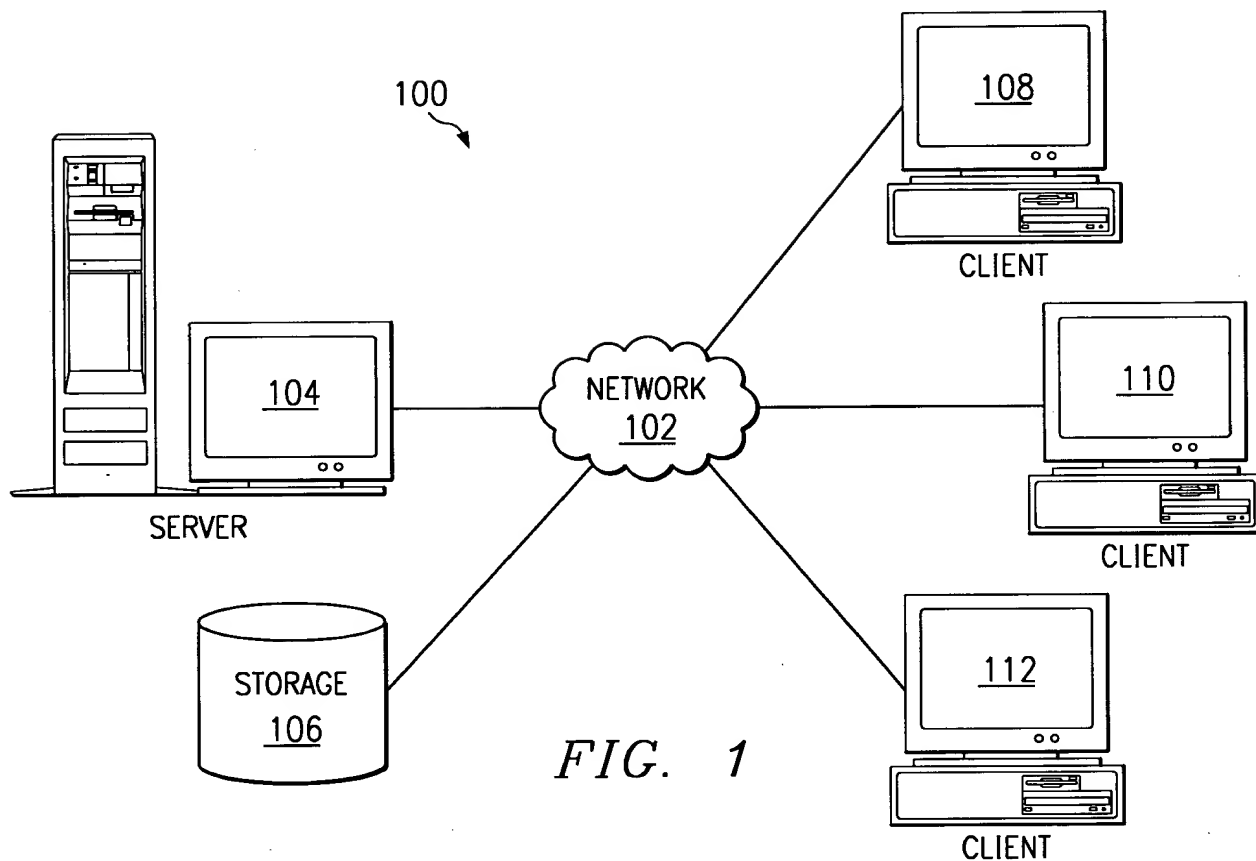 100
108
CLIENT
104
SERVER
NETWORK
102
110
CLIENT
STORAGE
106
112
CLIENT
FIG. 1